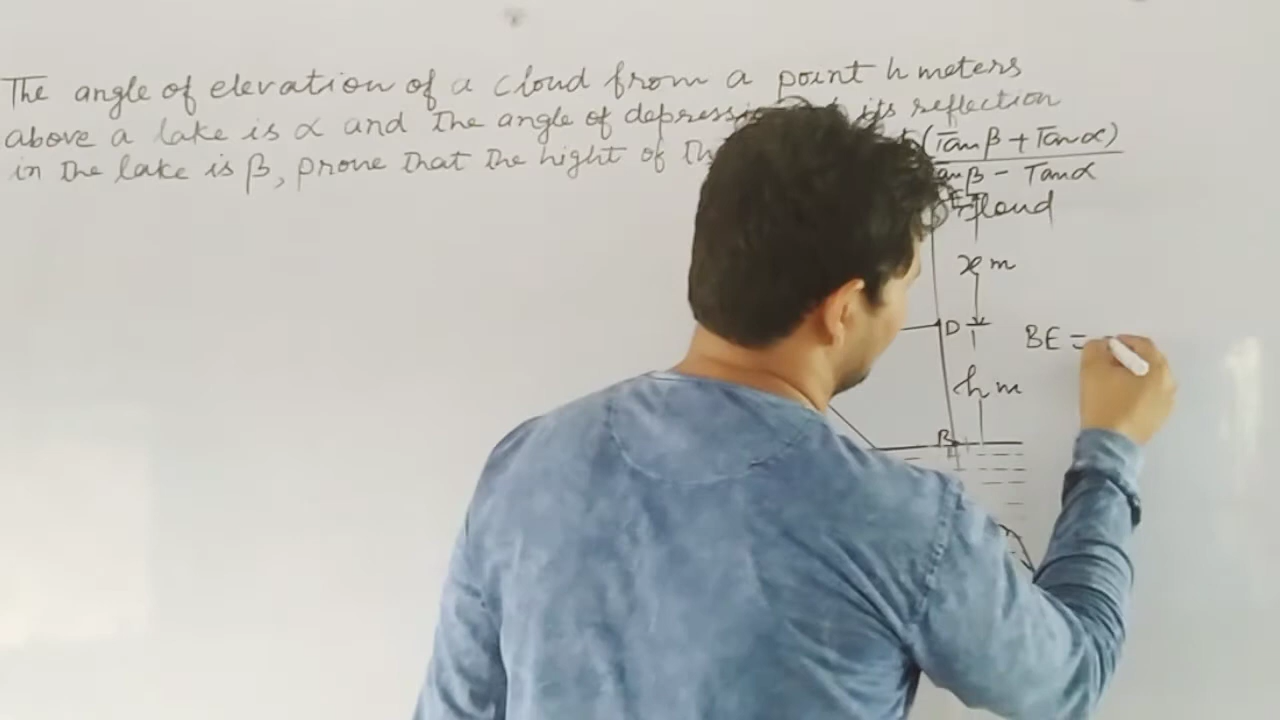 The angle of elevation of a cloud from a point h meters
above a lake is α and The angle of depressio its reflection
in The lake is β, prove that the hight of Th (Tanβ + Tanα)
anβ - Tanα
E cloud
x m
D
BE =
h m
B